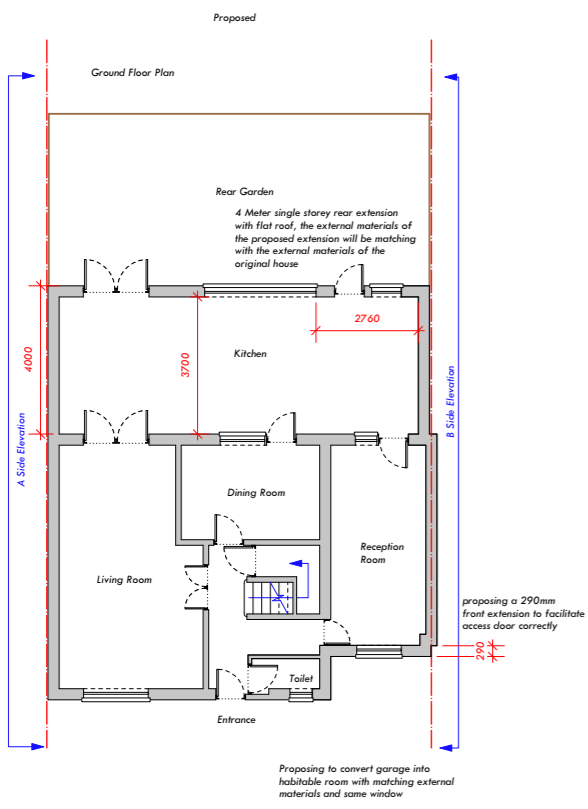 Proposed
Ground Floor Plan
Rear Garden
4 Meter single storey rear extension
with flat roof, the external materials of
the proposed extension will be matching
with the external materials of the
original house
2760
4000
3700
Kitchen
A Side Elevation
B Side Elevation
Dining Room
Reception
Room
Living Room
proposing a 290mm
front extension to facilitate
access door correctly
290
Toilet
Entrance
Proposing to convert garage into
habitable room with matching external
materials and same window